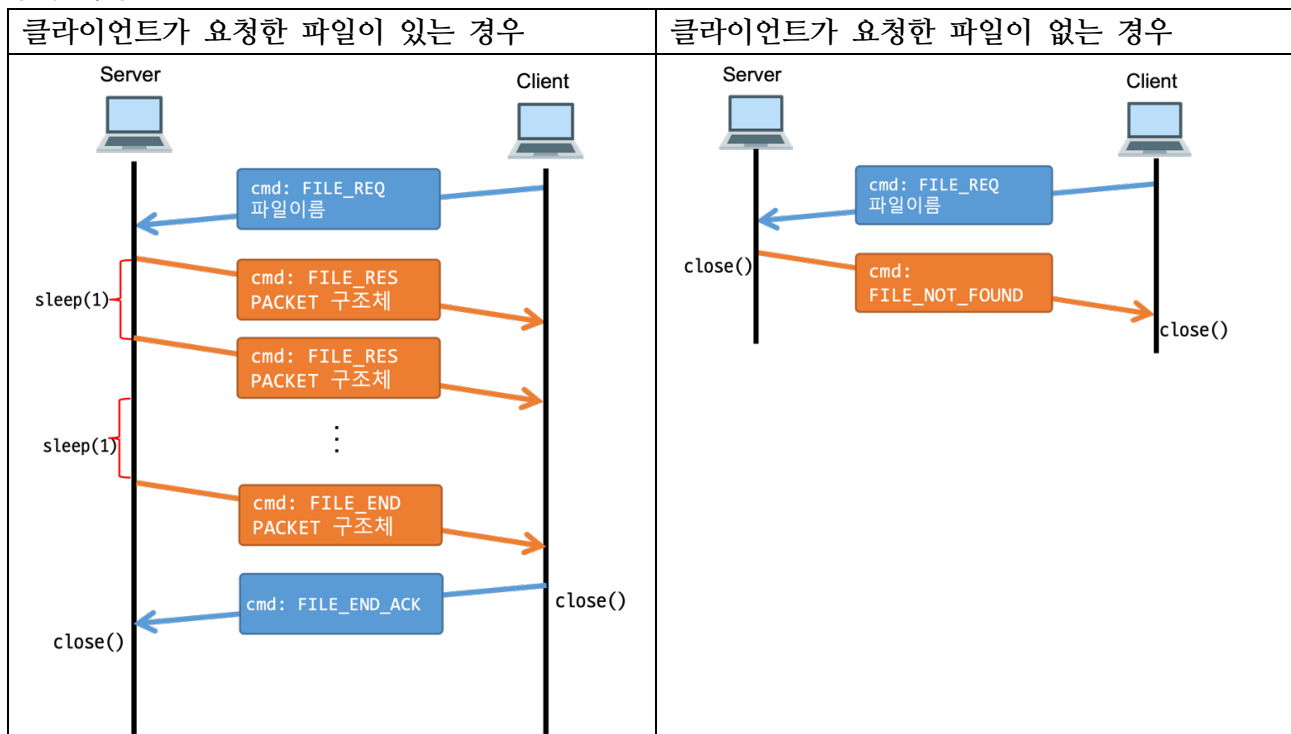 클라이언트가 요청한 파일이 있는 경우
Server
Client
cmd: FILE_REQ
파일이름
sleep(1)
cmd: FILE_RES
PACKET 구조체
cmd: FILE_RES
PACKET 구조체
sleep(1)
⋮
cmd: FILE_END
PACKET 구조체
cmd: FILE_END_ACK
close()
close()
클라이언트가 요청한 파일이 없는 경우
Server
Client
cmd: FILE_REQ
파일이름
close()
cmd:
FILE_NOT_FOUND
close()